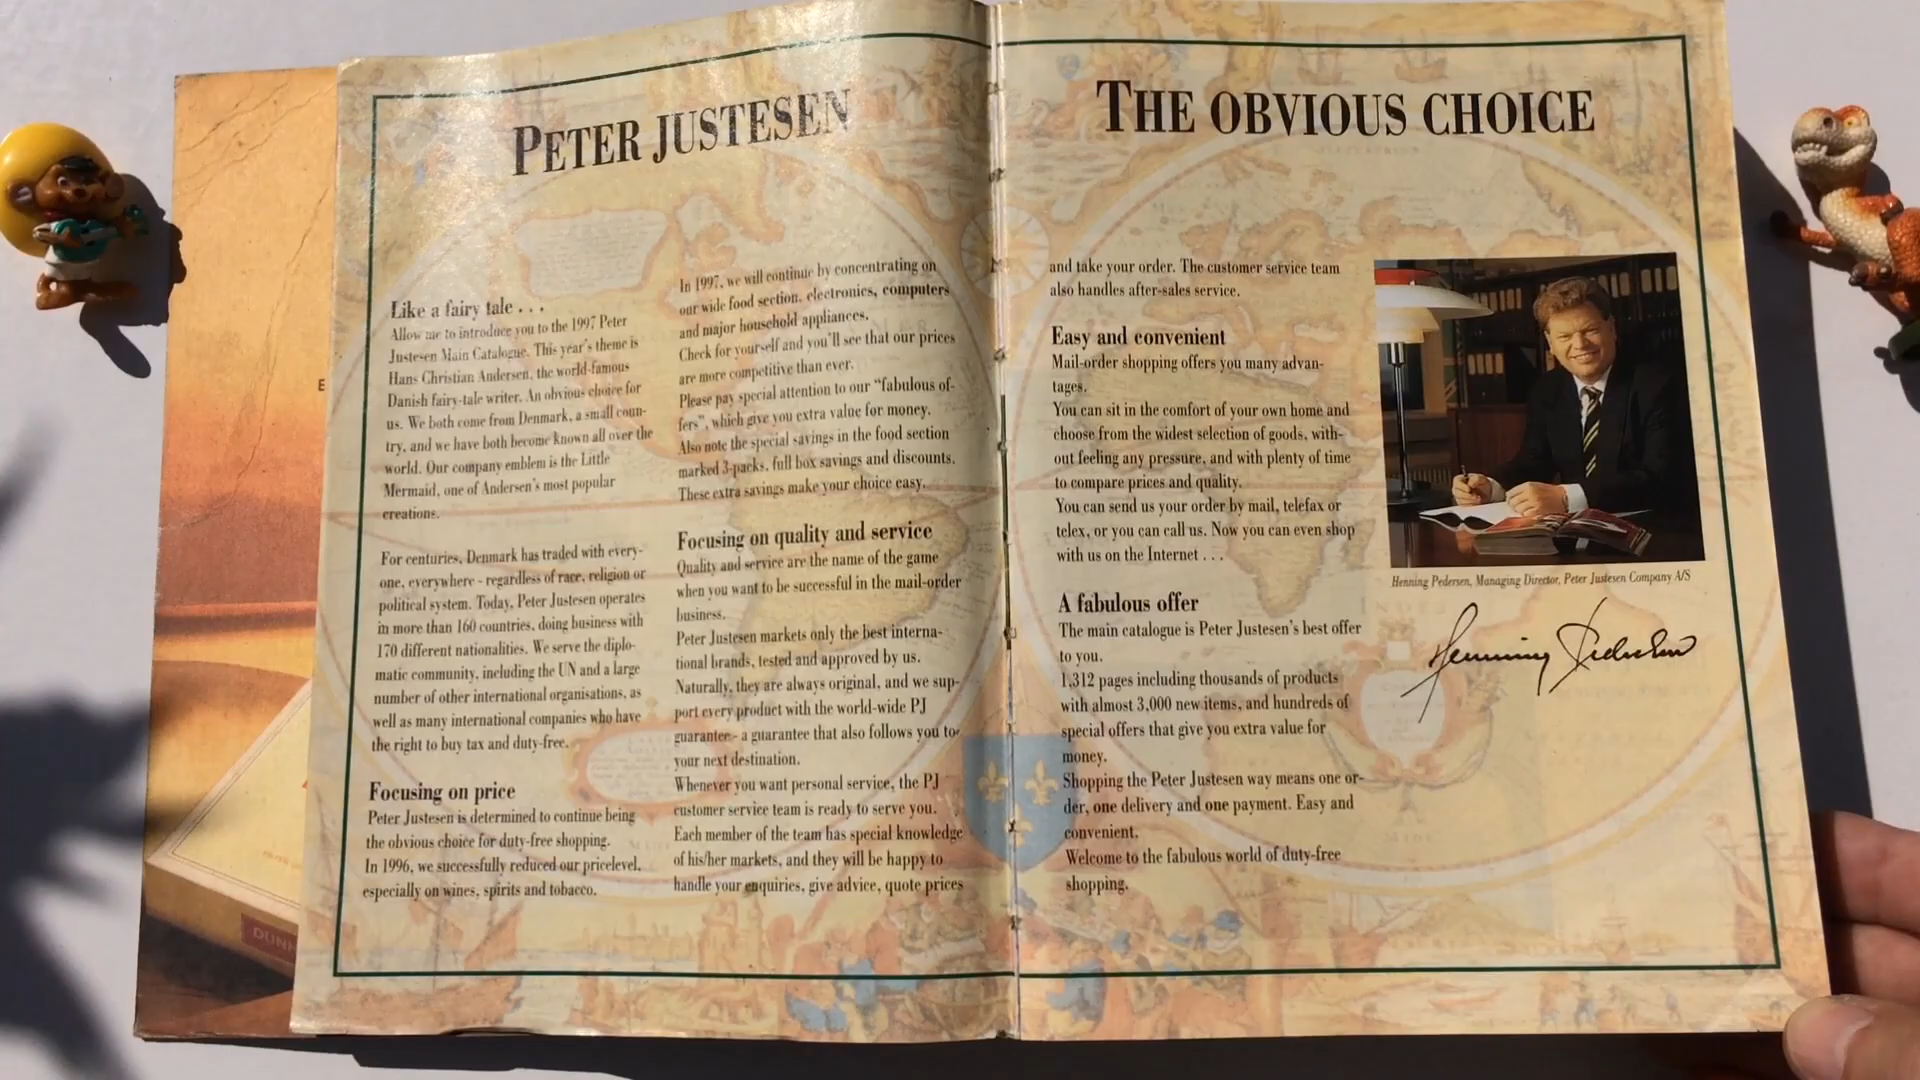 PETER JUSTESEN
Like a fairy tale . . .
Allow me to introduce you to the 1997 Peter
Justesen Main Catalogue. This year's theme is
Hans Christian Andersen, the world-famous
Danish fairy-tale writer. An obvious choice for
us. We both come from Denmark, a small coun-
try, and we have both become known all over the
world. Our company emblem is the Little
Mermaid, one of Andersen's most popular
creations.
For centuries, Denmark has traded with every-
one, everywhere - regardless of race, religion or
political system. Today, Peter Justesen operates
in more than 160 countries, doing business with
170 different nationalities. We serve the diplo-
matic community, including the UN and a large
number of other international organisations, as
well as many international companies who have
the right to buy tax and duty-free.
Focusing on price
Peter Justesen is determined to continue being
the obvious choice for duty-free shopping.
In 1996, we successfully reduced our pricelevel,
especially on wines, spirits and tobacco.
In 1997, we will continue by concentrating on
our wide food section, electronics, computers
and major household appliances.
Check for yourself and you'll see that our prices
are more competitive than ever.
Please pay special attention to our "fabulous of-
fers", which give you extra value for money.
Also note the special savings in the food section
marked 3-packs, full box savings and discounts.
These extra savings make your choice easy.
Focusing on quality and service
Quality and service are the name of the game
when you want to be successful in the mail-order
business.
Peter Justesen markets only the best interna-
tional brands, tested and approved by us.
Naturally, they are always original, and we sup-
port every product with the world-wide PJ
guarantee - a guarantee that also follows you to
your next destination.
Whenever you want personal service, the PJ
customer service team is ready to serve you.
Each member of the team has special knowledge
of his/her markets, and they will be happy to
handle your enquiries, give advice, quote prices
THE OBVIOUS CHOICE
and take your order. The customer service team
also handles after-sales service.
Easy and convenient
Mail-order shopping offers you many advan-
tages.
You can sit in the comfort of your own home and
choose from the widest selection of goods, with-
out feeling any pressure, and with plenty of time
to compare prices and quality.
You can send us your order by mail, telefax or
telex, or you can call us. Now you can even shop
with us on the Internet . . .
A fabulous offer
The main catalogue is Peter Justesen's best offer
to you.
1,312 pages including thousands of products
with almost 3,000 new items, and hundreds of
special offers that give you extra value for
money.
Shopping the Peter Justesen way means one or-
der, one delivery and one payment. Easy and
convenient.
Welcome to the fabulous world of duty-free
shopping.
Henning Pedersen, Managing Director, Peter Justesen Company A/S
Henning Pedersen